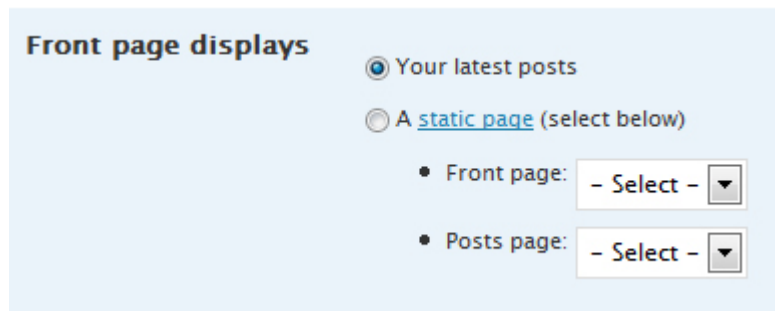 Front page displays
Your latest posts
A static page (select below)
Front page: – Select –
Posts page: – Select –